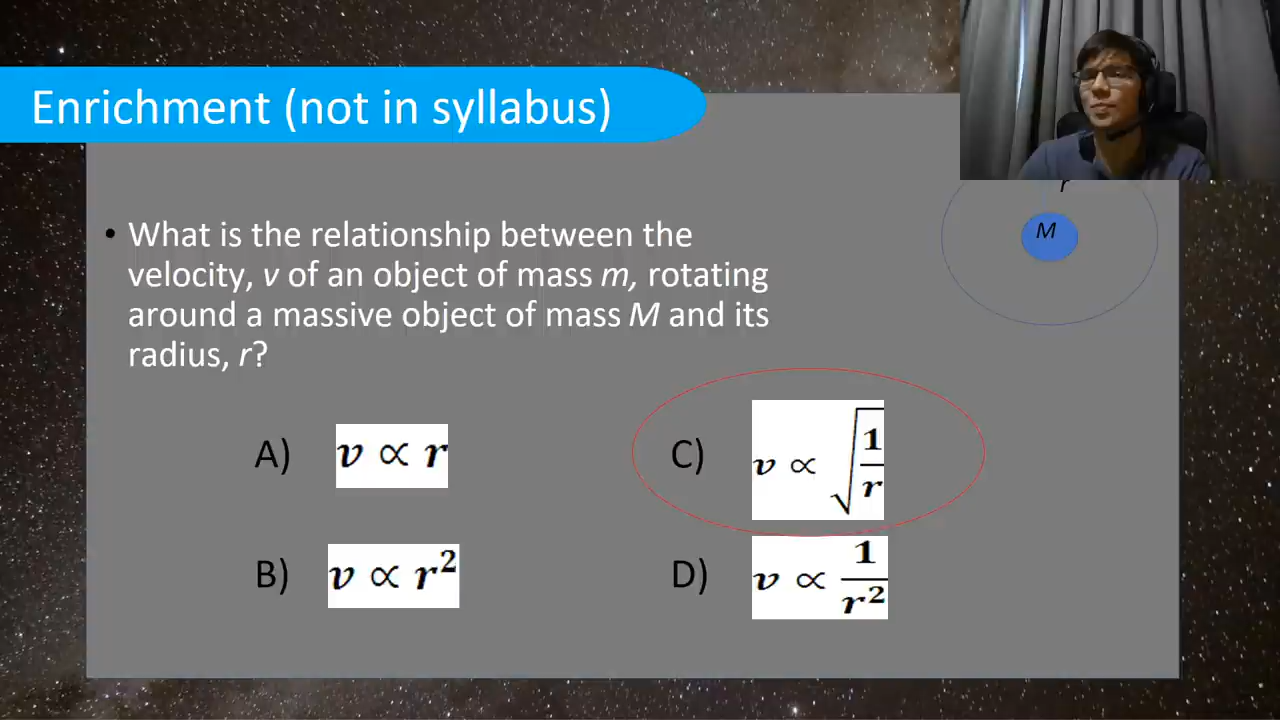 Enrichment (not in syllabus)
r
M
• What is the relationship between the
velocity, v of an object of mass m, rotating
around a massive object of mass M and its
radius, r?
A) v ∝ r
C) v ∝ √(1/r)
B) v ∝ r²
D) v ∝ 1/r²